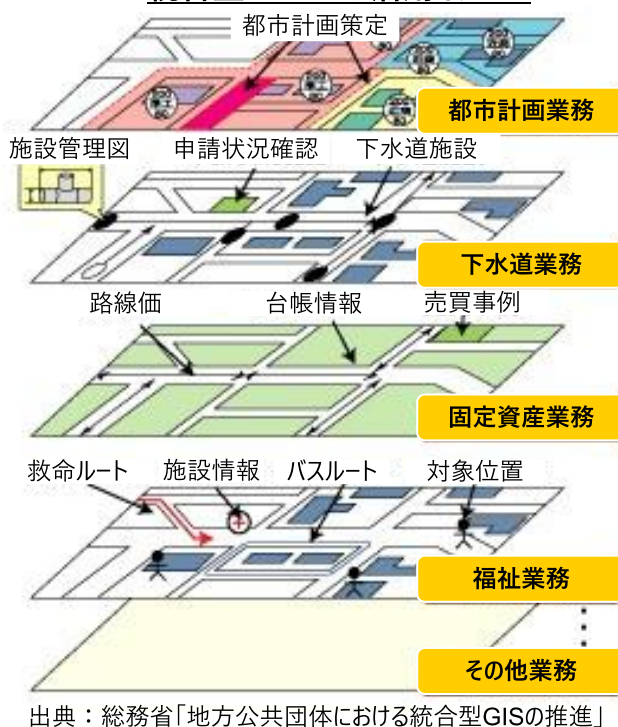 都市計画策定
都市計画業務
施設管理図 申請状況確認 下水道施設
下水道業務
路線価 台帳情報 売買事例
固定資産業務
救命ルート 施設情報 バスルート 対象位置
福祉業務
その他業務
出典：総務省「地方公共団体における統合型GISの推進」